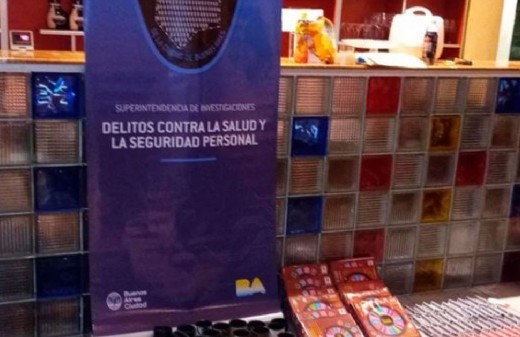 SUPERINTENDENCIA DE INVESTIGACIONES
DELITOS CONTRA LA SALUD Y
LA SEGURIDAD PERSONAL
Buenos
Aires
Ciudad
BA